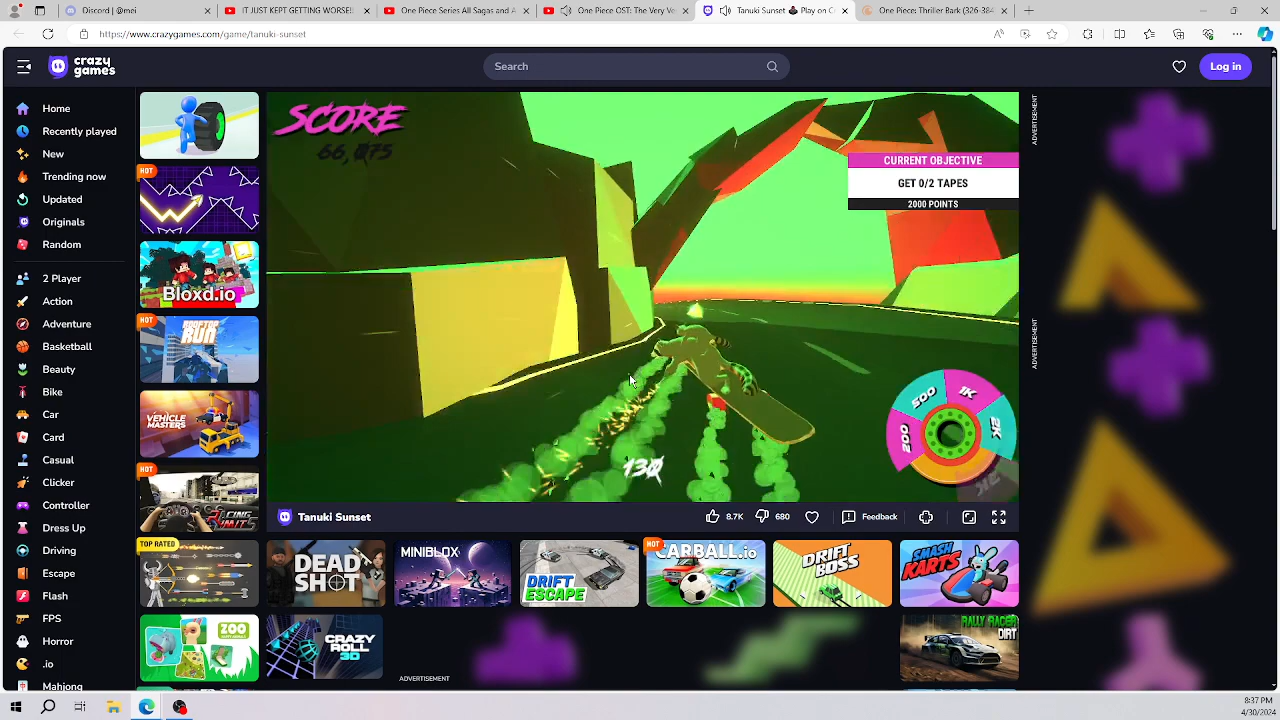 Discord | @mei
IT JUST KEPT GETTING WORSE!
One Piece Series All Sagas and A
One Piece OST: The Very Ve
Tanuki Sunset 🕹️ Play on C
One Piece: Thriller Bark (326-384
https://www.crazygames.com/game/tanuki-sunset
crazy
games
Search
Log in
Home
Recently played
New
Trending now
Updated
Originals
Random
2 Player
Action
Adventure
Basketball
Beauty
Bike
Car
Card
Casual
Clicker
Controller
Dress Up
Driving
Escape
Flash
FPS
Horror
.io
Mahjong
HOT
Bloxd.io
HOT
ROOFTOP
RUN
VEHICLE
MASTERS
HOT
RACING
LIMITS
TOP RATED
ZOO
SCORE
66,075
CURRENT OBJECTIVE
GET 0/2 TAPES
2000 POINTS
200
500
1K
2K
130
ADVERTISEMENT
ADVERTISEMENT
Tanuki Sunset
8.7K
680
Feedback
DEAD
SHOT
MINIBLOX
DRIFT
ESCAPE
HOT
CARBALL.io
DRIFT
BOSS
SMASH
KARTS
CRAZY
ROLL
3D
ADVERTISEMENT
RALLY RACER
DIRT
8:37 PM
4/30/2024